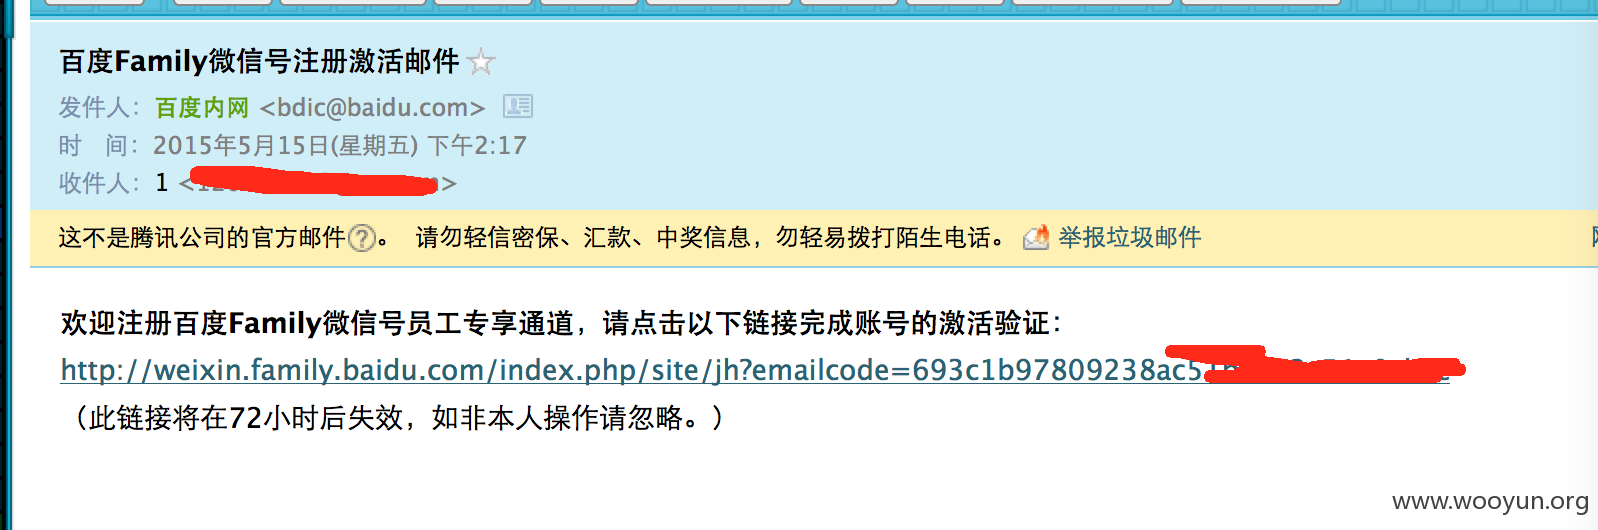 百度Family微信号注册激活邮件
发件人：百度内网 <bdic@baidu.com>
时 间：2015年5月15日(星期五) 下午2:17
收件人：1 < >
这不是腾讯公司的官方邮件?。 请勿轻信密保、汇款、中奖信息，勿轻易拨打陌生电话。 举报垃圾邮件
欢迎注册百度Family微信号员工专享通道，请点击以下链接完成账号的激活验证：
http://weixin.family.baidu.com/index.php/site/jh?emailcode=693c1b97809238ac5
（此链接将在72小时后失效，如非本人操作请忽略。）
www.wooyun.org